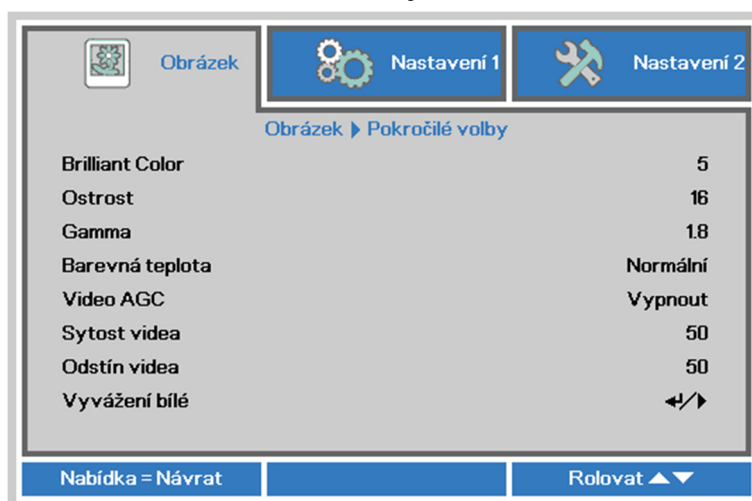 Obrázek Nastavení 1 Nastavení 2
Obrázek Pokročilé volby
Brilliant Color 5
Ostrost 16
Gamma 1.8
Barevná teplota Normální
Video AGC Vypnout
Sytost videa 50
Odstín videa 50
Vyvážení bílé ↵/▶
Nabídka = Návrat Rolovat ▲▼